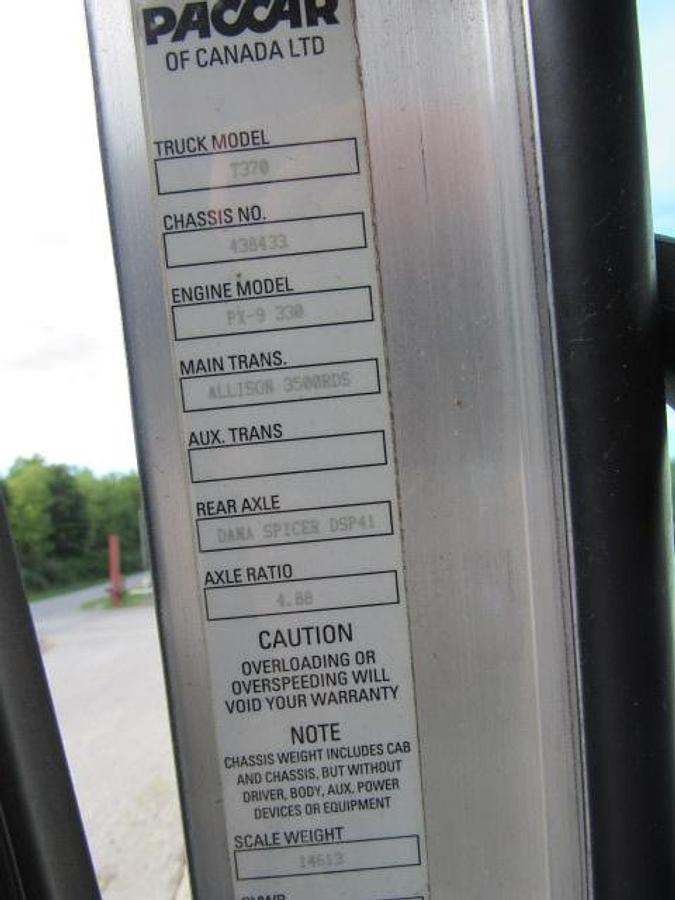 PACCAR
OF CANADA LTD
TRUCK MODEL
T370
CHASSIS NO.
438433
ENGINE MODEL
PX-9 330
MAIN TRANS.
ALLISON 3500RDS
AUX. TRANS
REAR AXLE
DANA SPICER DSP41
AXLE RATIO
4.88
CAUTION
OVERLOADING OR
OVERSPEEDING WILL
VOID YOUR WARRANTY
NOTE
CHASSIS WEIGHT INCLUDES CAB
AND CHASSIS, BUT WITHOUT
DRIVER, BODY, AUX. POWER
DEVICES OR EQUIPMENT
SCALE WEIGHT
14613